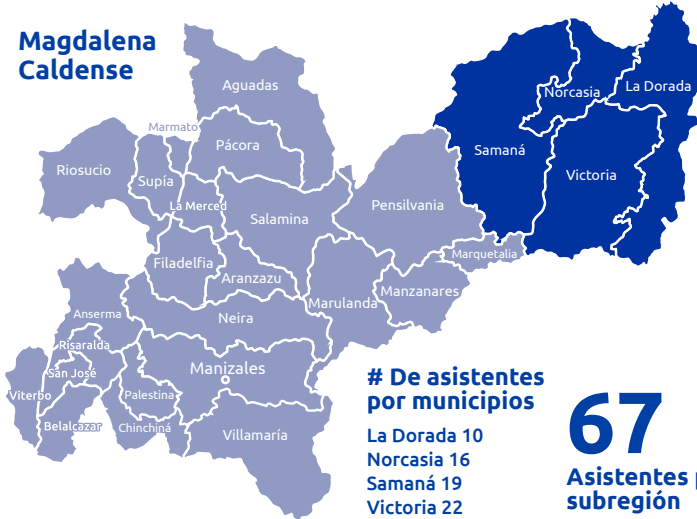 Magdalena
Caldense
Aguadas
Norcasia
La Dorada
Marmato
Pácora
Samaná
Riosucio
Supía
Victoria
La Merced
Salamina
Pensilvania
Filadelfia
Marquetalia
Aranzazu
Manzanares
Marulanda
Anserma
Neira
Risaralda
San José
Manizales
Viterbo
Palestina
Belalcazar
Chinchiná
Villamaría
# De asistentes
por municipios
La Dorada 10
Norcasia 16
Samaná 19
Victoria 22
67
Asistentes
subregión